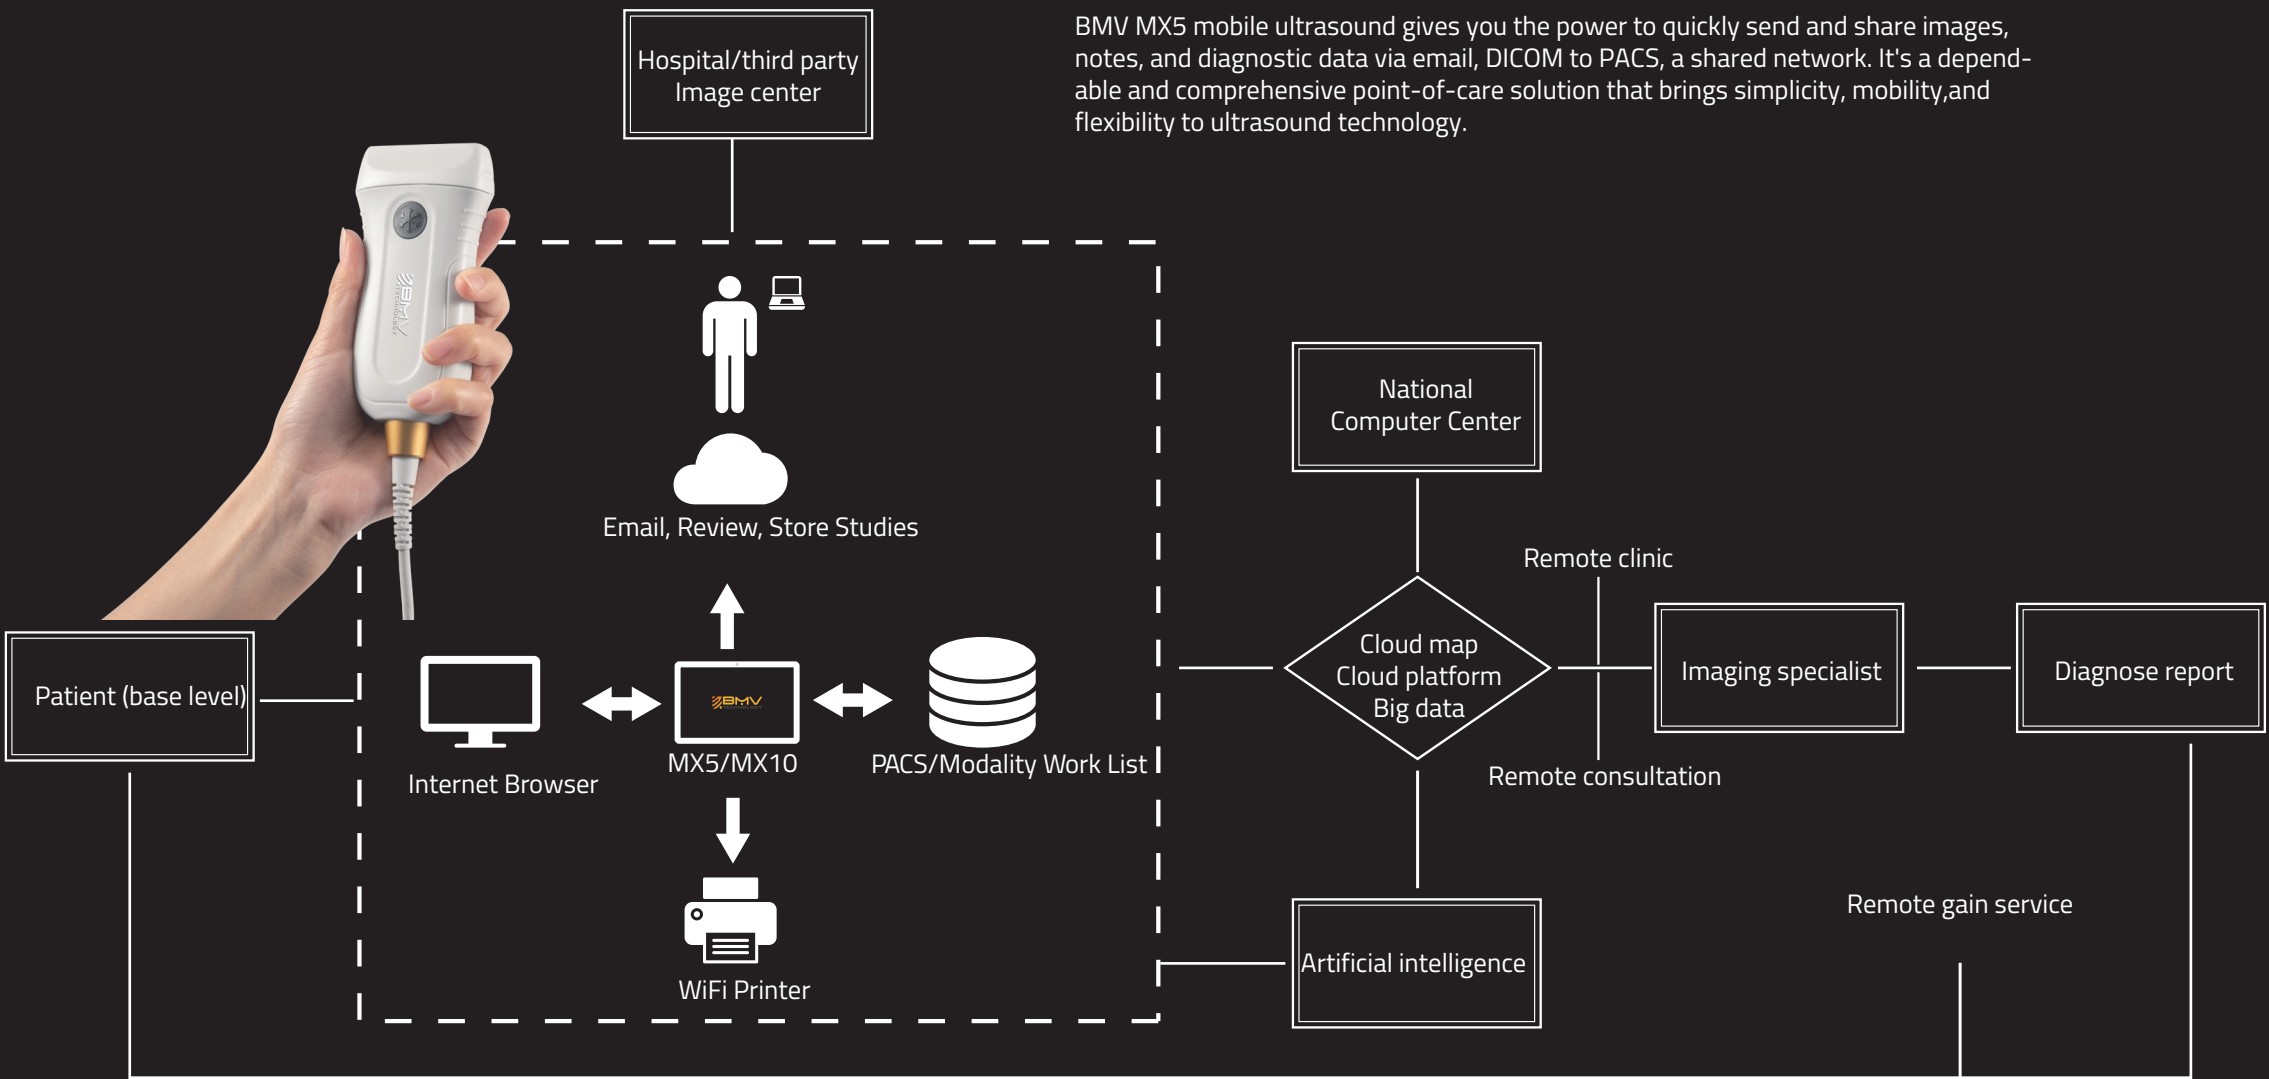 Hospital/third party
Image center
BMV MX5 mobile ultrasound gives you the power to quickly send and share images,
notes, and diagnostic data via email, DICOM to PACS, a shared network. It's a depend-
able and comprehensive point-of-care solution that brings simplicity, mobility,and
flexibility to ultrasound technology.
BMV
TECHNOLOGY
Email, Review, Store Studies
National
Computer Center
Remote clinic
Patient (base level)
Internet Browser
BMV
TECHNOLOGY
MX5/MX10
PACS/Modality Work List
Cloud map
Cloud platform
Big data
Imaging specialist
Diagnose report
Remote consultation
WiFi Printer
Artificial intelligence
Remote gain service